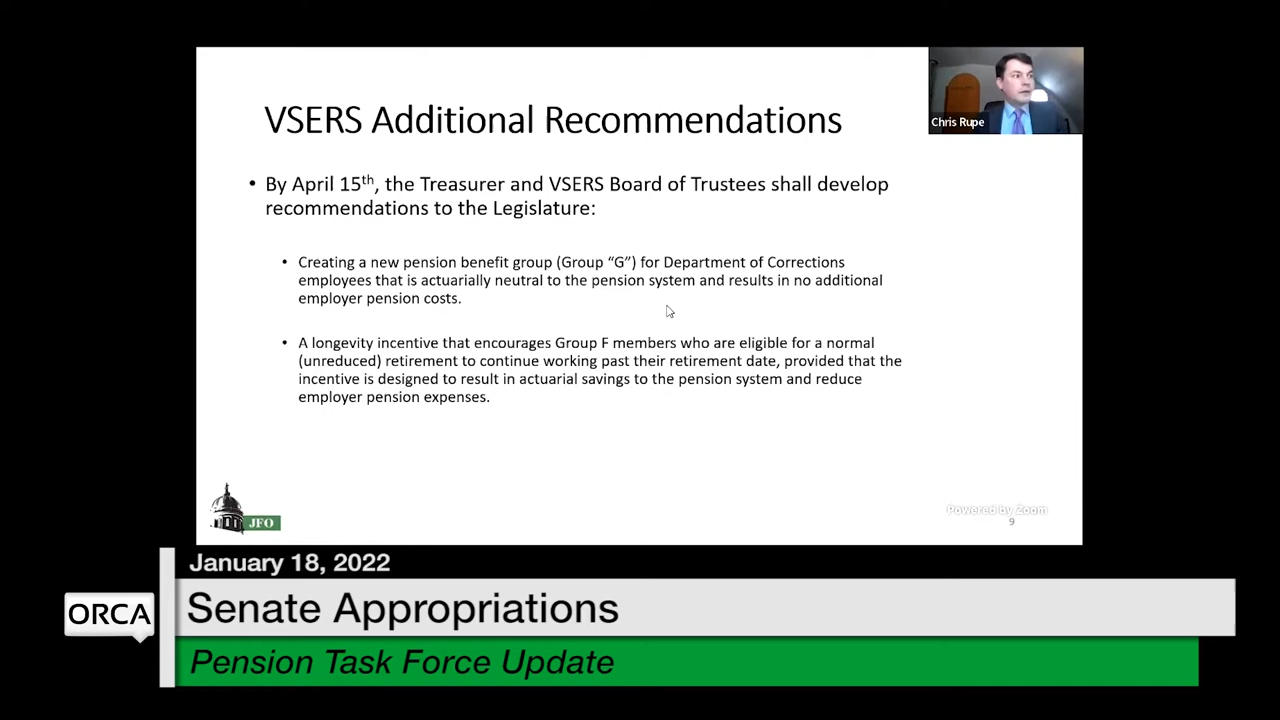 VSERS Additional Recommendations
Chris Rupe
• By April 15th, the Treasurer and VSERS Board of Trustees shall develop
recommendations to the Legislature:
• Creating a new pension benefit group (Group “G”) for Department of Corrections
employees that is actuarially neutral to the pension system and results in no additional
employer pension costs.
• A longevity incentive that encourages Group F members who are eligible for a normal
(unreduced) retirement to continue working past their retirement date, provided that the
incentive is designed to result in actuarial savings to the pension system and reduce
employer pension expenses.
JFO
Powered by Zoom
9
January 18, 2022
ORCA
Senate Appropriations
Pension Task Force Update